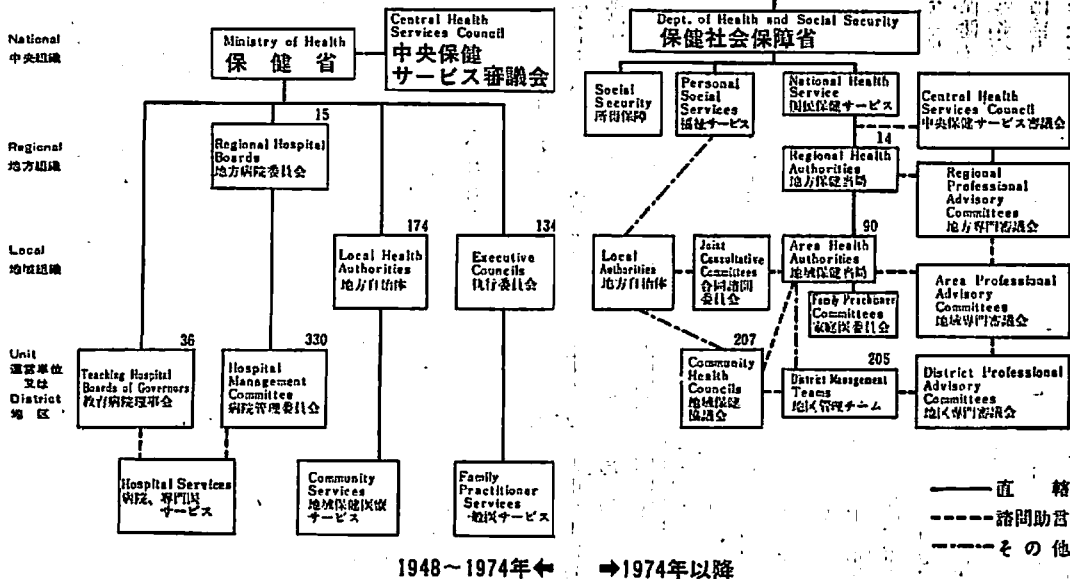 National
中央組織
Ministry of Health
保健省
Central Health
Services Council
中央保健
サービス審議会
Regional
地方組織
15
Regional Hospital
Boards
地方病院委員会
Local
地域組織
174
Local Health
Authorities
地方自治体
134
Executive
Councils
執行委員会
Unit
運営単位
又は
District
地区
36
Teaching Hospital
Boards of Governors
教育病院理事会
330
Hospital
Management
Committee
病院管理委員会
Hospital Services
病院、専門医
サービス
Community
Services
地域保健医療
サービス
Family
Practitioner
Services
一般医サービス
1948~1974年←
Dept. of Health and Social Security
保健社会保障省
Social
Security
所得保障
Personal
Social
Services
福祉サービス
National Health
Service
国民保健サービス
Central Health
Services Council
中央保健サービス審議会
14
Regional Health
Authorities
地方保健当局
Regional
Professional
Advisory
Committees
地方専門審議会
90
Local
Authorities
地方自治体
Joint
Consultative
Committees
合同諮問
委員会
Area Health
Authorities
地域保健当局
Family Practitioner
Committees
家庭医委員会
Area Professional
Advisory
Committees
地域専門審議会
207
Community
Health
Councils
地域保健
協議会
205
District Management
Teams
地区管理チーム
District Professional
Advisory
Committees
地区専門審議会
直轄
諮問助言
その他
➡1974年以降